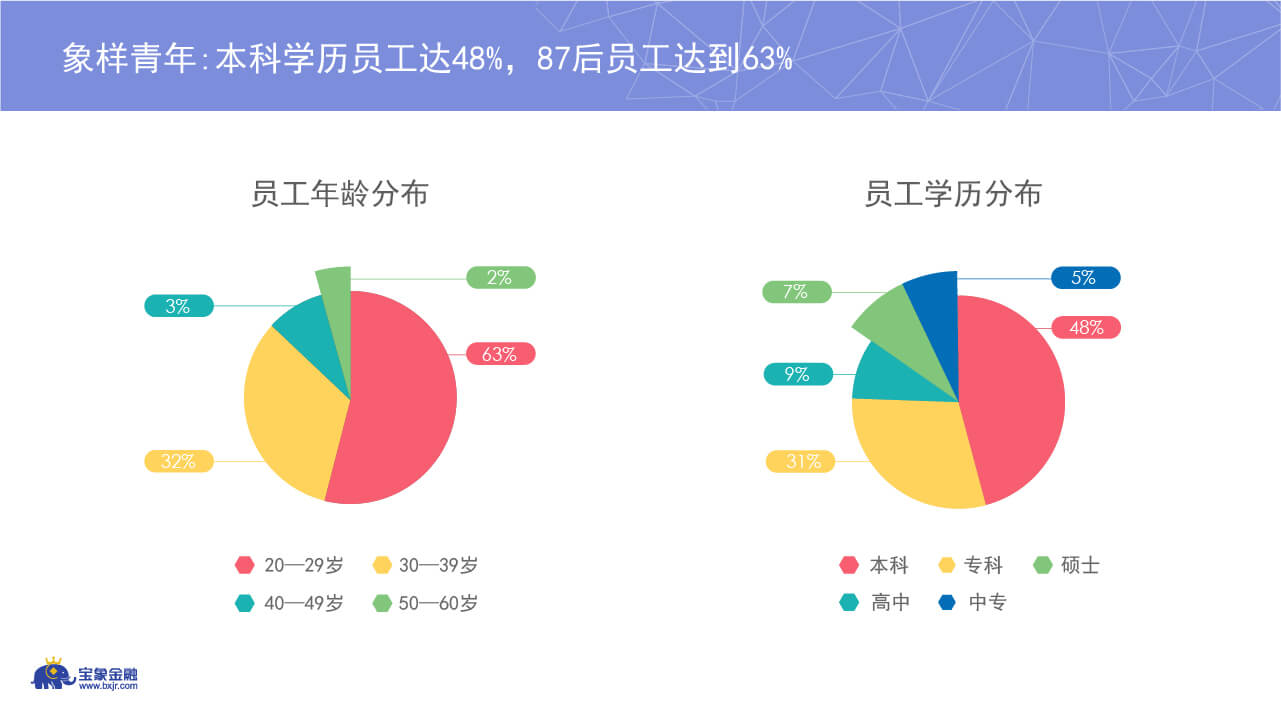 象样青年:本科学历员工达48%，87后员工达到63%
员工年龄分布
2%
3%
63%
32%
20—29岁 30—39岁
40—49岁 50—60岁
员工学历分布
5%
7%
48%
9%
31%
本科 专科 硕士
高中 中专
宝象金融
www.bxjr.com